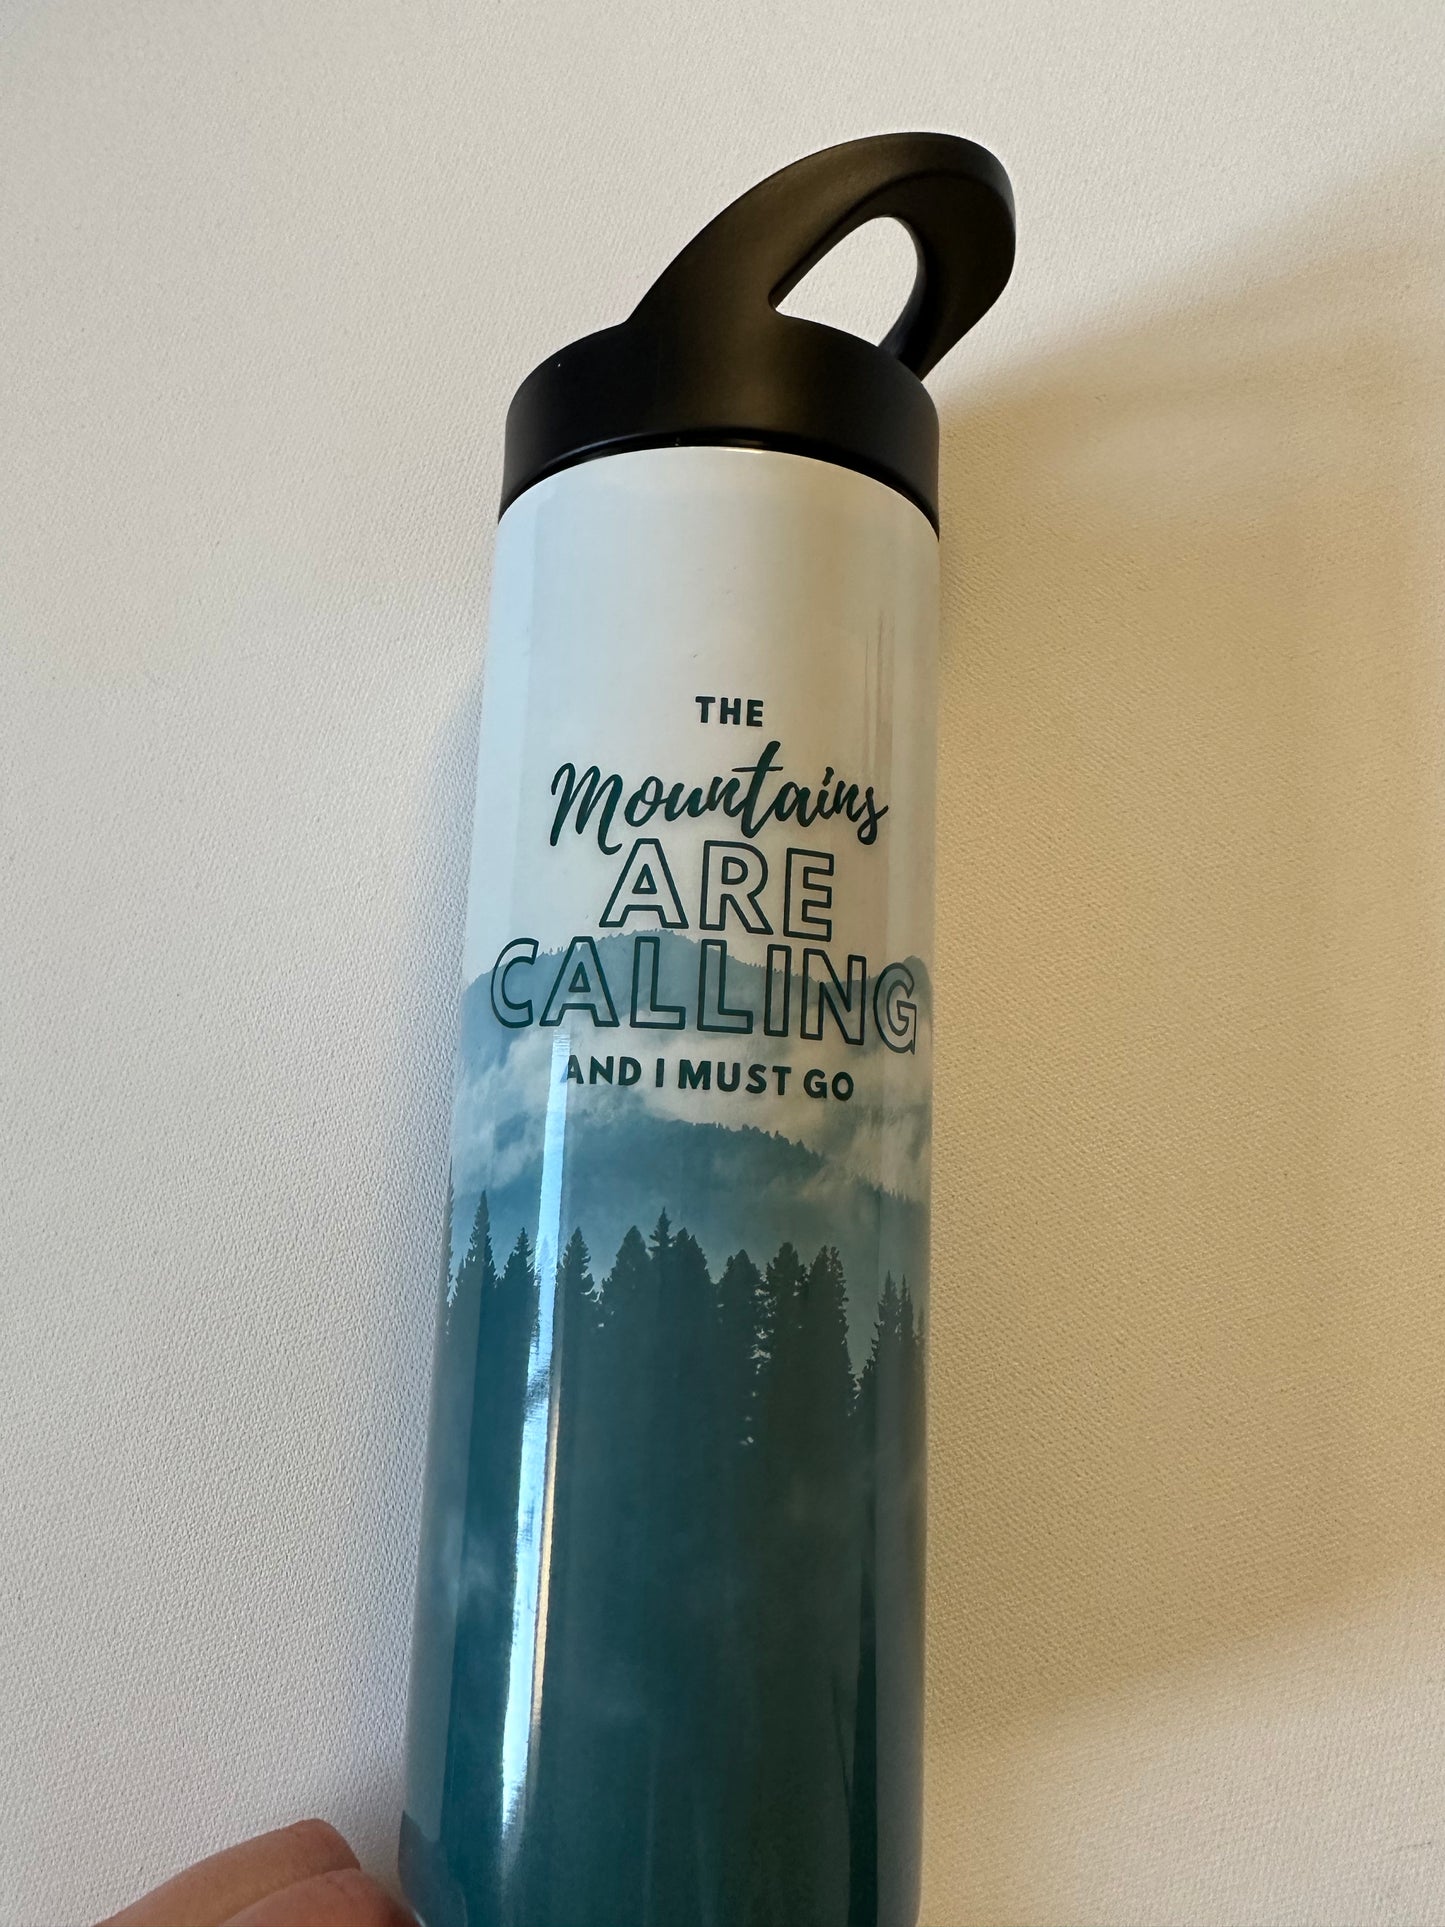 THE
Mountains
ARE
CALLING
AND I MUST GO